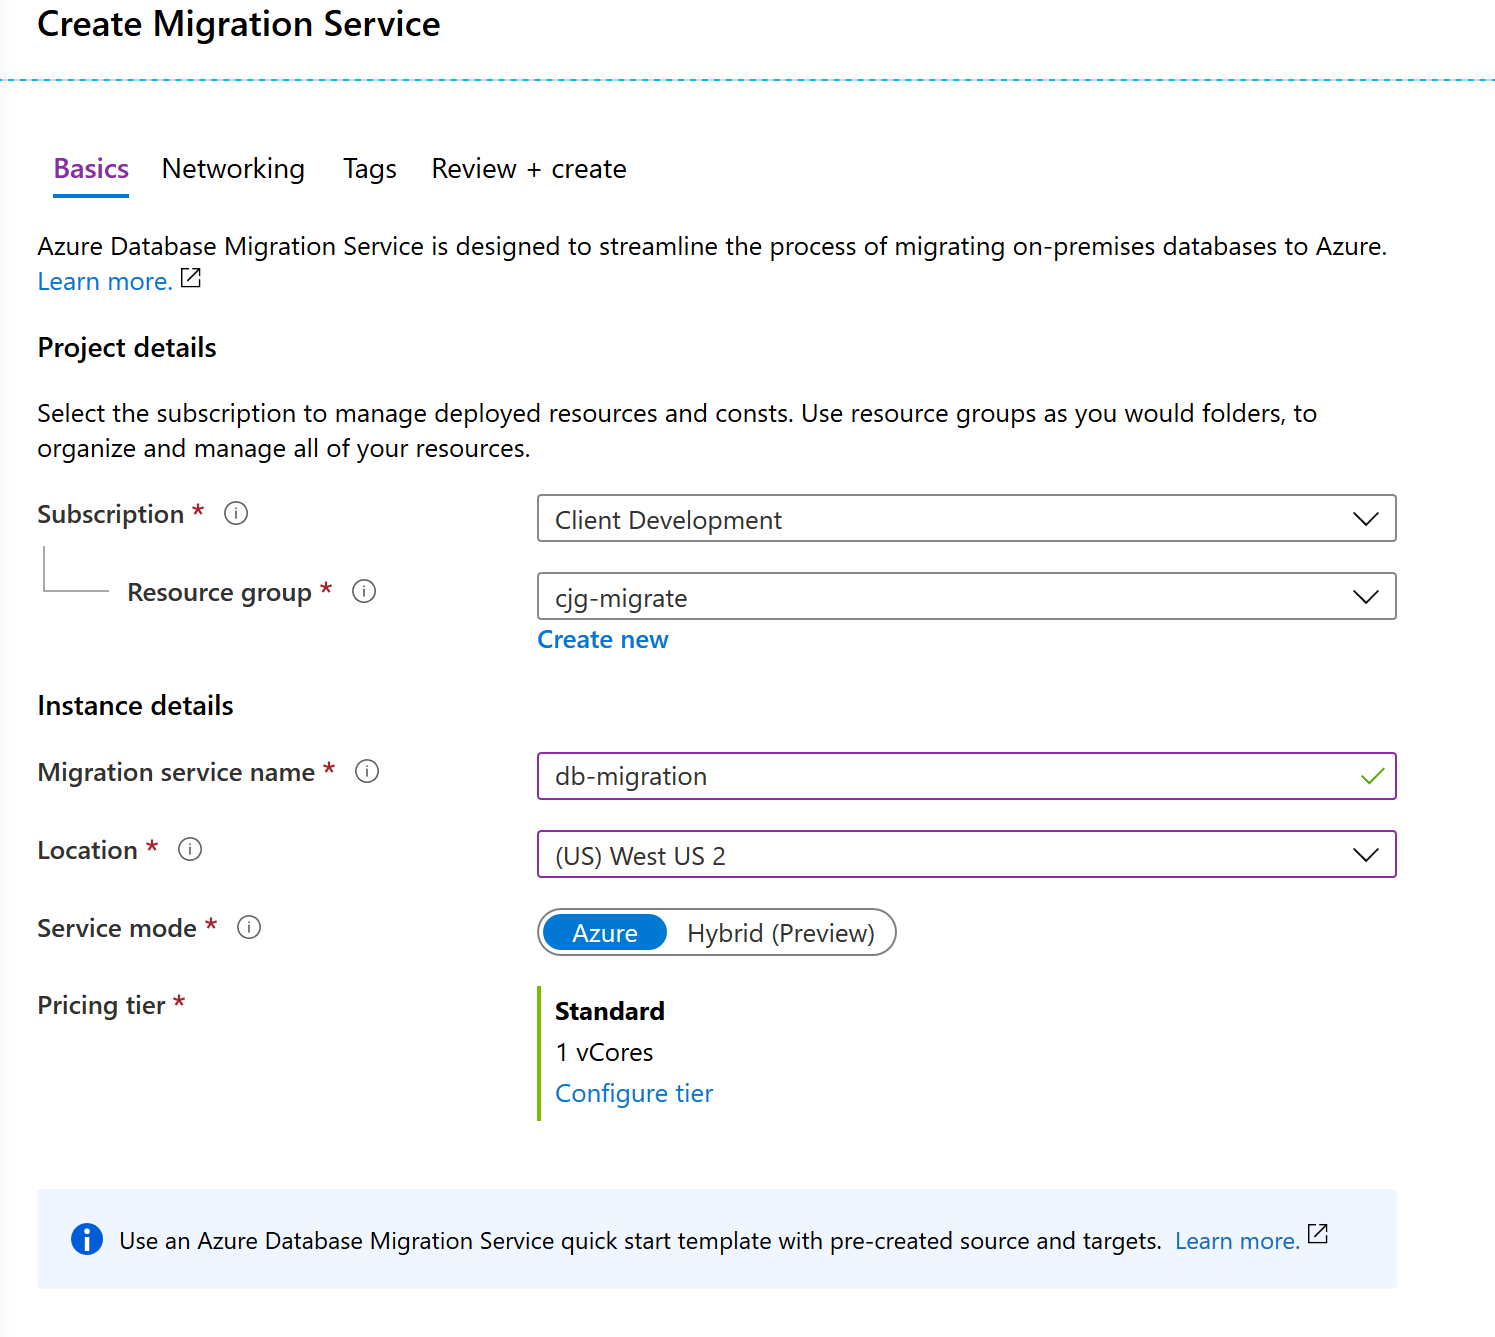 Create Migration Service
Basics Networking Tags Review + create
Azure Database Migration Service is designed to streamline the process of migrating on-premises databases to Azure.
Learn more.
Project details
Select the subscription to manage deployed resources and consts. Use resource groups as you would folders, to
organize and manage all of your resources.
Subscription * Client Development
Resource group * cjg-migrate
Create new
Instance details
Migration service name * db-migration
Location * (US) West US 2
Service mode * Azure Hybrid (Preview)
Pricing tier * Standard
1 vCores
Configure tier
Use an Azure Database Migration Service quick start template with pre-created source and targets. Learn more.